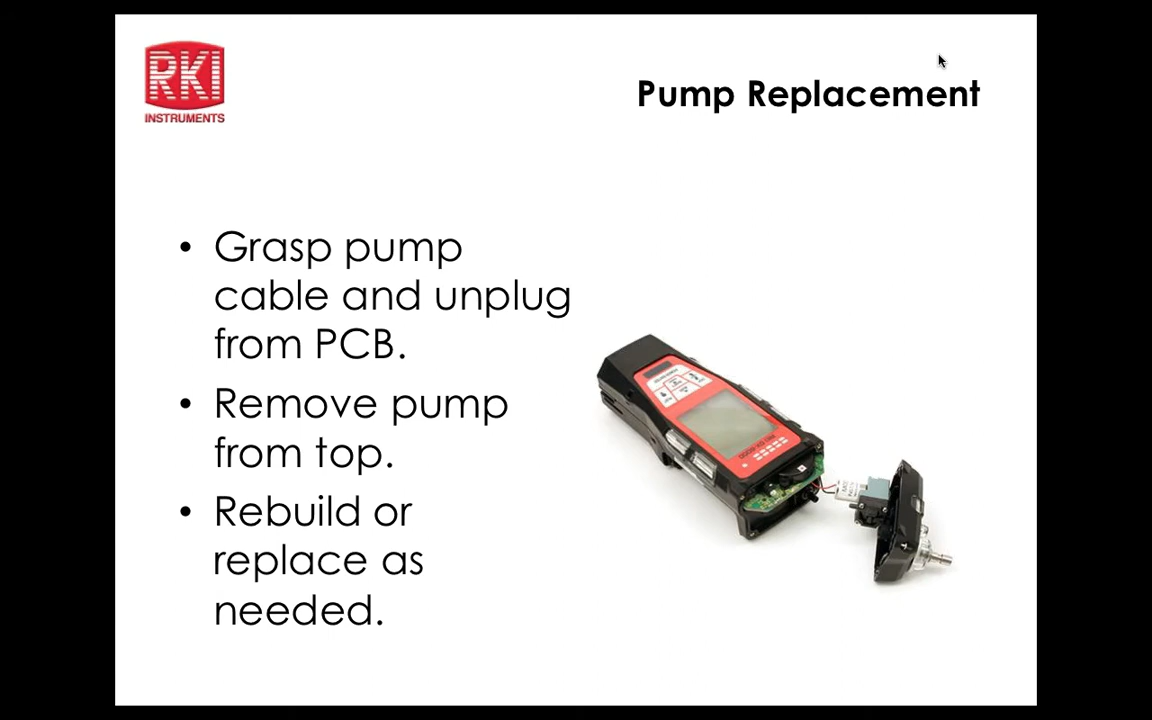 RKI
INSTRUMENTS
Pump Replacement
• Grasp pump
cable and unplug
from PCB.
• Remove pump
from top.
• Rebuild or
replace as
needed.